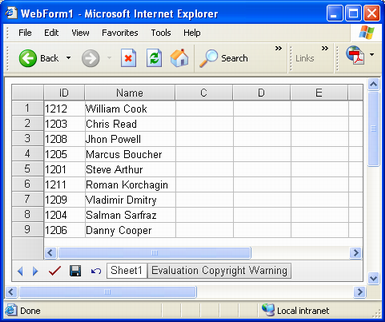 WebForm1 - Microsoft Internet Explorer
File Edit View Favorites Tools Help
Back Search Links
ID Name C D E
1 1212 William Cook
2 1203 Chris Read
3 1208 Jhon Powell
4 1205 Marcus Boucher
5 1201 Steve Arthur
6 1211 Roman Korchagin
7 1209 Vladimir Dmitry
8 1204 Salman Sarfraz
9 1206 Danny Cooper
Sheet1 Evaluation Copyright Warning
Done Local intranet